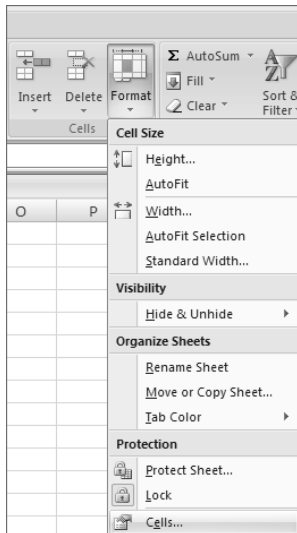 Σ AutoSum
Fill
Clear
Insert Delete Format
Sort &
Filter
Cells
Cell Size
Height...
AutoFit
Width...
AutoFit Selection
Standard Width...
O P
Visibility
Hide & Unhide
Organize Sheets
Rename Sheet
Move or Copy Sheet...
Tab Color
Protection
Protect Sheet...
Lock
Cells...